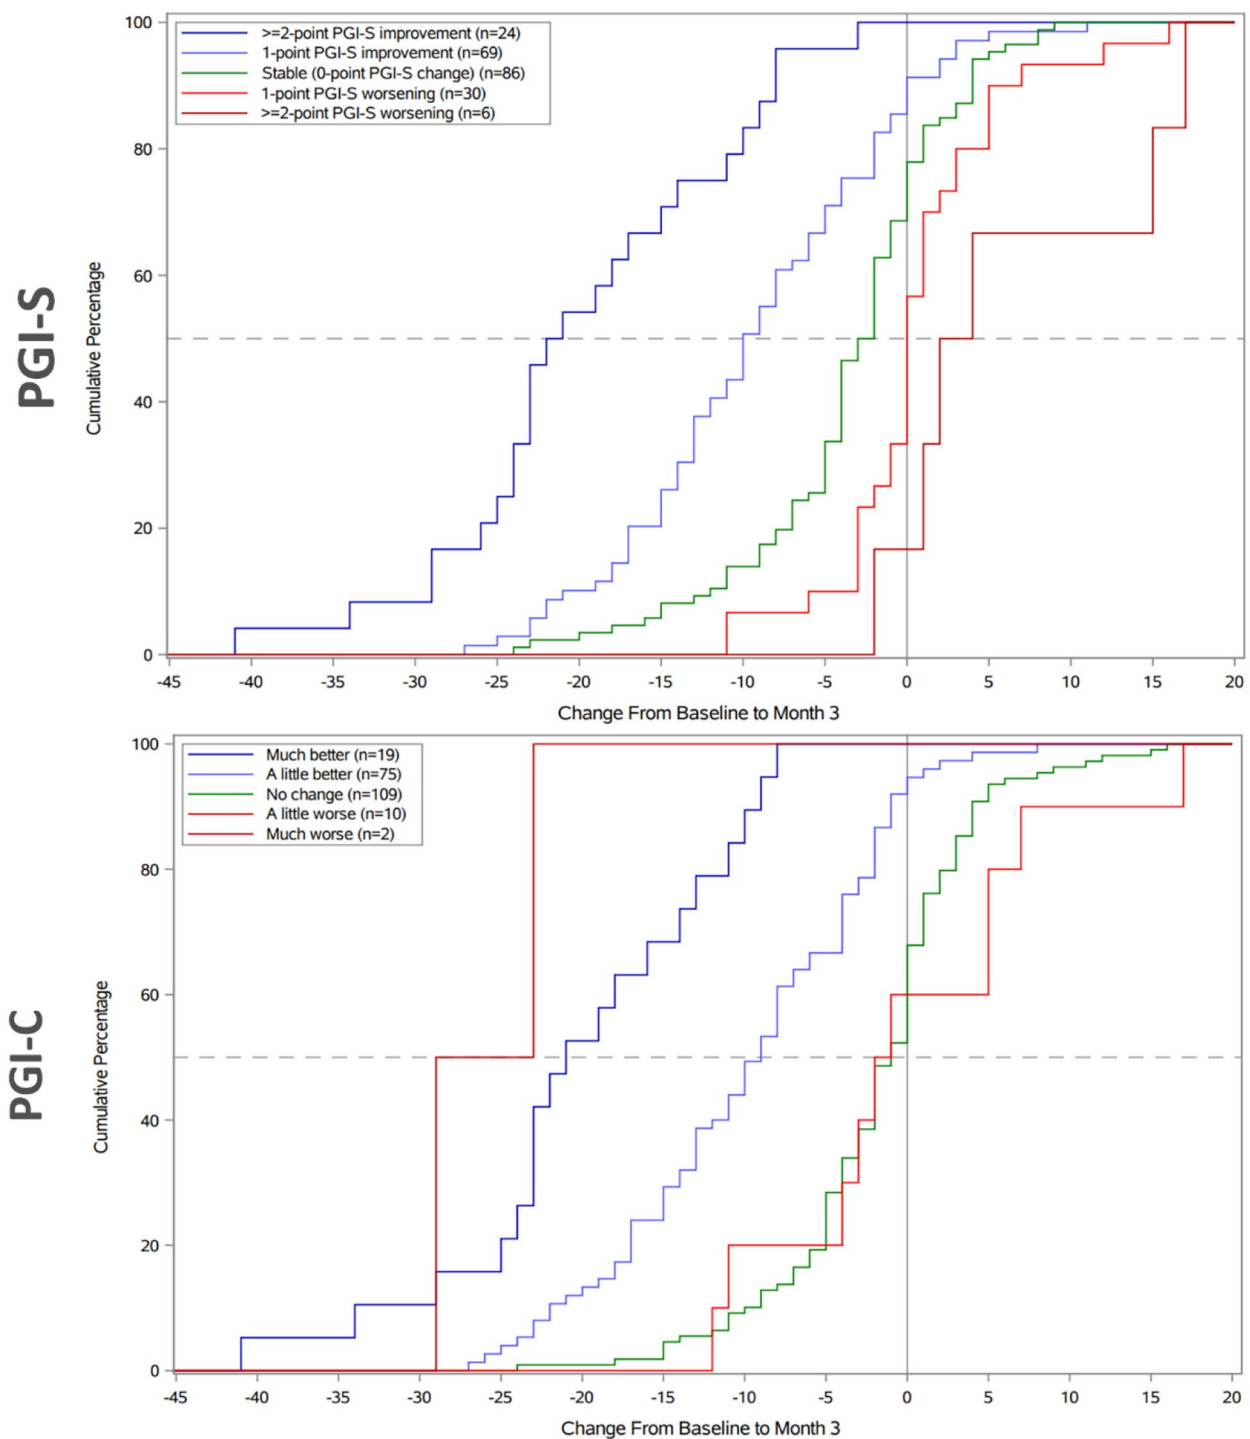 PGI-S
Cumulative Percentage
100
80
60
40
20
0
>=2-point PGI-S improvement (n=24)
1-point PGI-S improvement (n=69)
Stable (0-point PGI-S change) (n=86)
1-point PGI-S worsening (n=30)
>=2-point PGI-S worsening (n=6)
-45 -40 -35 -30 -25 -20 -15 -10 -5 0 5 10 15 20
Change From Baseline to Month 3
PGI-C
Cumulative Percentage
100
80
60
40
20
0
Much better (n=19)
A little better (n=75)
No change (n=109)
A little worse (n=10)
Much worse (n=2)
-45 -40 -35 -30 -25 -20 -15 -10 -5 0 5 10 15 20
Change From Baseline to Month 3